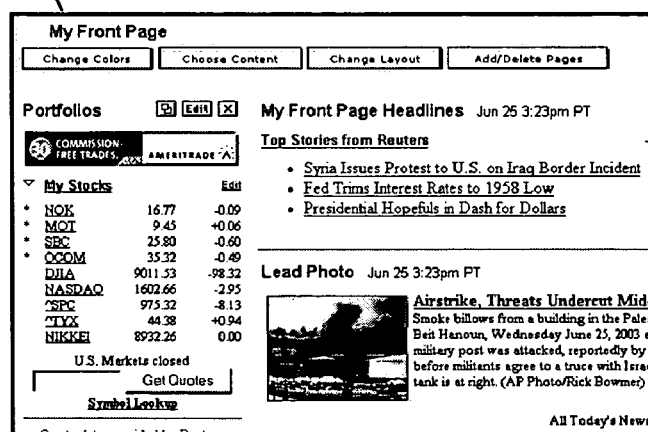 My Front Page
Change Colors
Choose Content
Change Layout
Add/Delete Pages
Portfolios
Edit
X
30 COMMISSION-FREE TRADES. AMERITRADE
My Stocks Edit
* NOK 16.77 -0.09
* MOT 9.45 +0.06
* SBC 25.80 -0.60
* QCOM 35.32 -0.49
DJIA 9011.53 -98.32
NASDAQ 1602.66 -2.95
^SPC 975.32 -8.13
^TYX 44.38 +0.94
NIKKEI 8932.26 0.00
U.S. Markets closed
Get Quotes
Symbol Lookup
My Front Page Headlines Jun 25 3:23pm PT
Top Stories from Reuters
• Syria Issues Protest to U.S. on Iraq Border Incident
• Fed Trims Interest Rates to 1958 Low
• Presidential Hopefuls in Dash for Dollars
Lead Photo Jun 25 3:23pm PT
Airstrike, Threats Undercut Mid
Smoke billows from a building in the Pale
Beit Hanoun, Wednesday June 25, 2003 
military post was attacked, reportedly by
before militants agree to a truce with Israe
tank is at right. (AP Photo/Rick Bowmer)
All Today's News